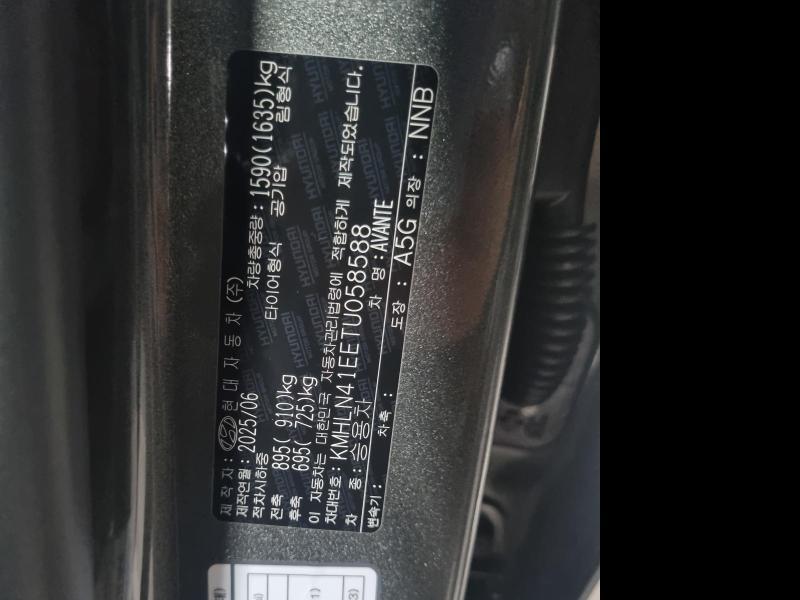 제 작 자 : 현 대 자 동 차 (주)
제작연월 : 2025/06 차량총중량 : 1590(1635)kg
적차시하중 타이어형식 공기압 림형식
전축 895( 910)kg
후축 695( 725)kg
이 자동차는 대한민국 자동차관리법령에 적합하게 제작되었습니다.
차대번호: KMHLN41EETU058588
차 종: 승용차 차 명:AVANTE
변속기: 차축: 도장: A5G 의장: NNB
(1)